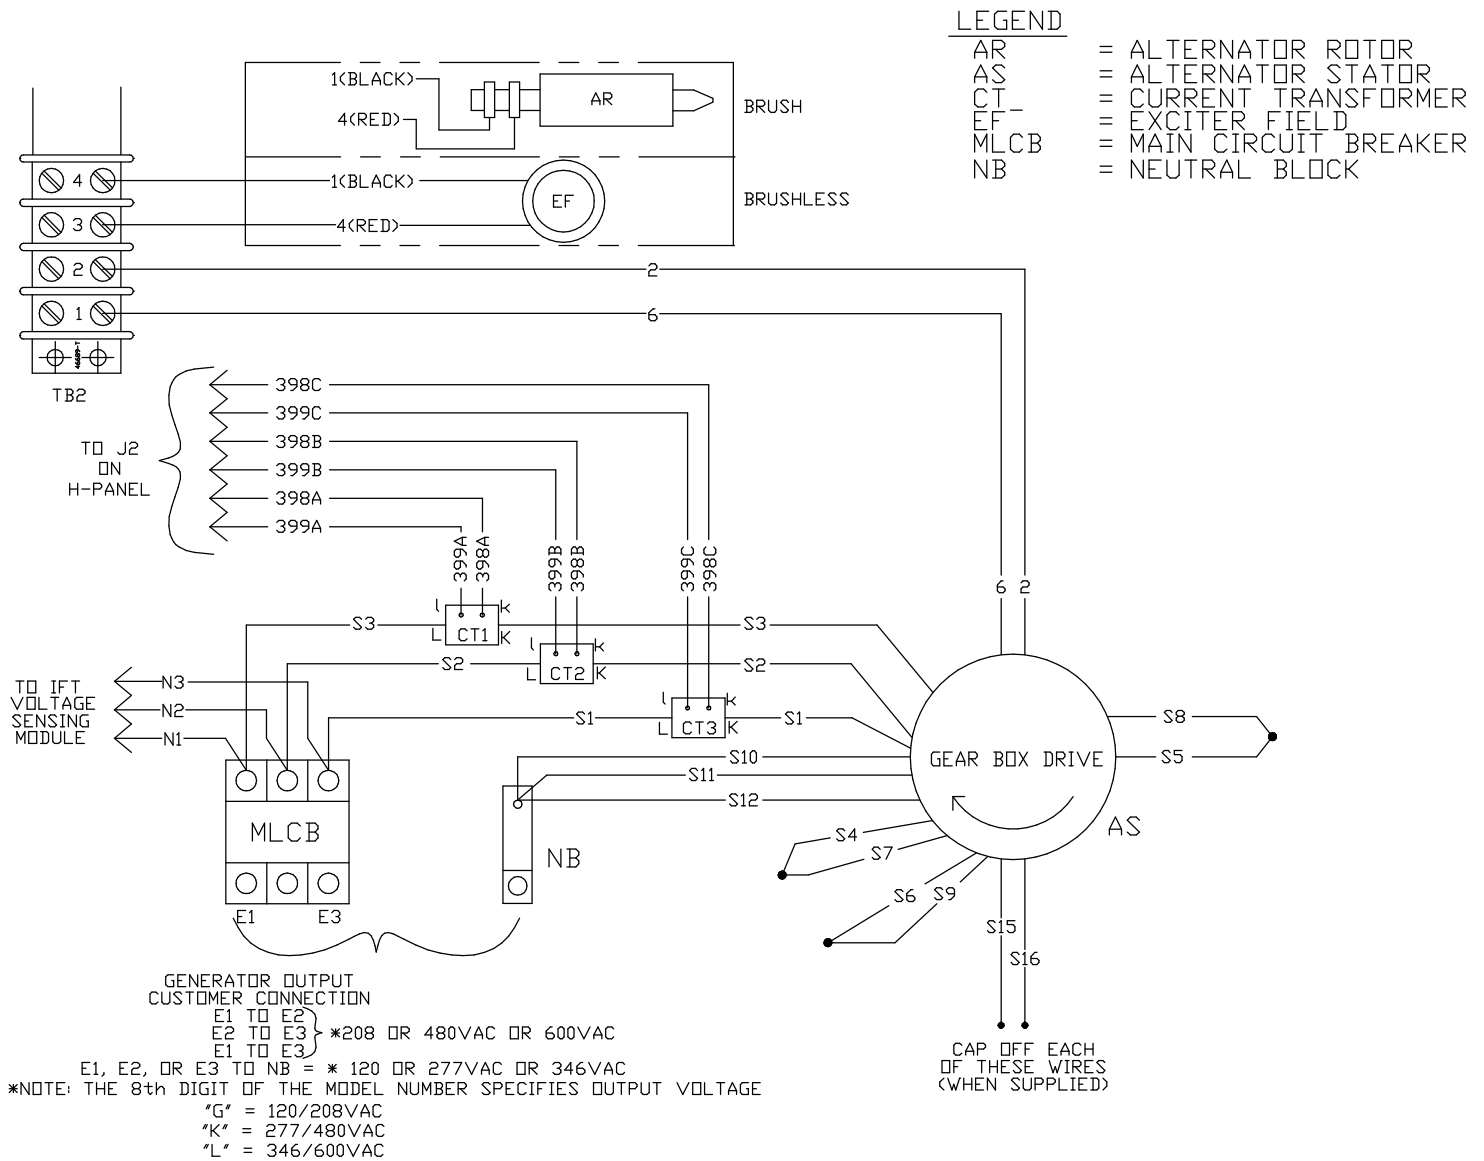 LEGEND
AR = ALTERNATOR ROTOR
AS = ALTERNATOR STATOR
CT_ = CURRENT TRANSFORMER
EF = EXCITER FIELD
MLCB = MAIN CIRCUIT BREAKER
NB = NEUTRAL BLOCK
1(BLACK)
AR
4(RED)
BRUSH
4
1(BLACK)
EF
BRUSHLESS
3
4(RED)
2
2
1
6
46689-T
TB2
398C
399C
398B
399B
398A
399A
TO J2
ON
H-PANEL
399A
398A
399B
398B
399C
398C
6
2
l
k
S3
CT1
S3
L
K
l
k
S2
CT2
S2
L
K
l
k
S1
CT3
S1
L
K
TO IFT
VOLTAGE
SENSING
MODULE
N3
N2
N1
S10
S11
S12
GEAR BOX DRIVE
AS
S8
S5
MLCB
NB
S4
S7
S6
S9
S15
S16
E1
E3
GENERATOR OUTPUT
CUSTOMER CONNECTION
E1 TO E2
E2 TO E3
E1 TO E3
*208 OR 480VAC OR 600VAC
E1, E2, OR E3 TO NB = * 120 OR 277VAC OR 346VAC
*NOTE: THE 8th DIGIT OF THE MODEL NUMBER SPECIFIES OUTPUT VOLTAGE
"G" = 120/208VAC
"K" = 277/480VAC
"L" = 346/600VAC
CAP OFF EACH
OF THESE WIRES
(WHEN SUPPLIED)